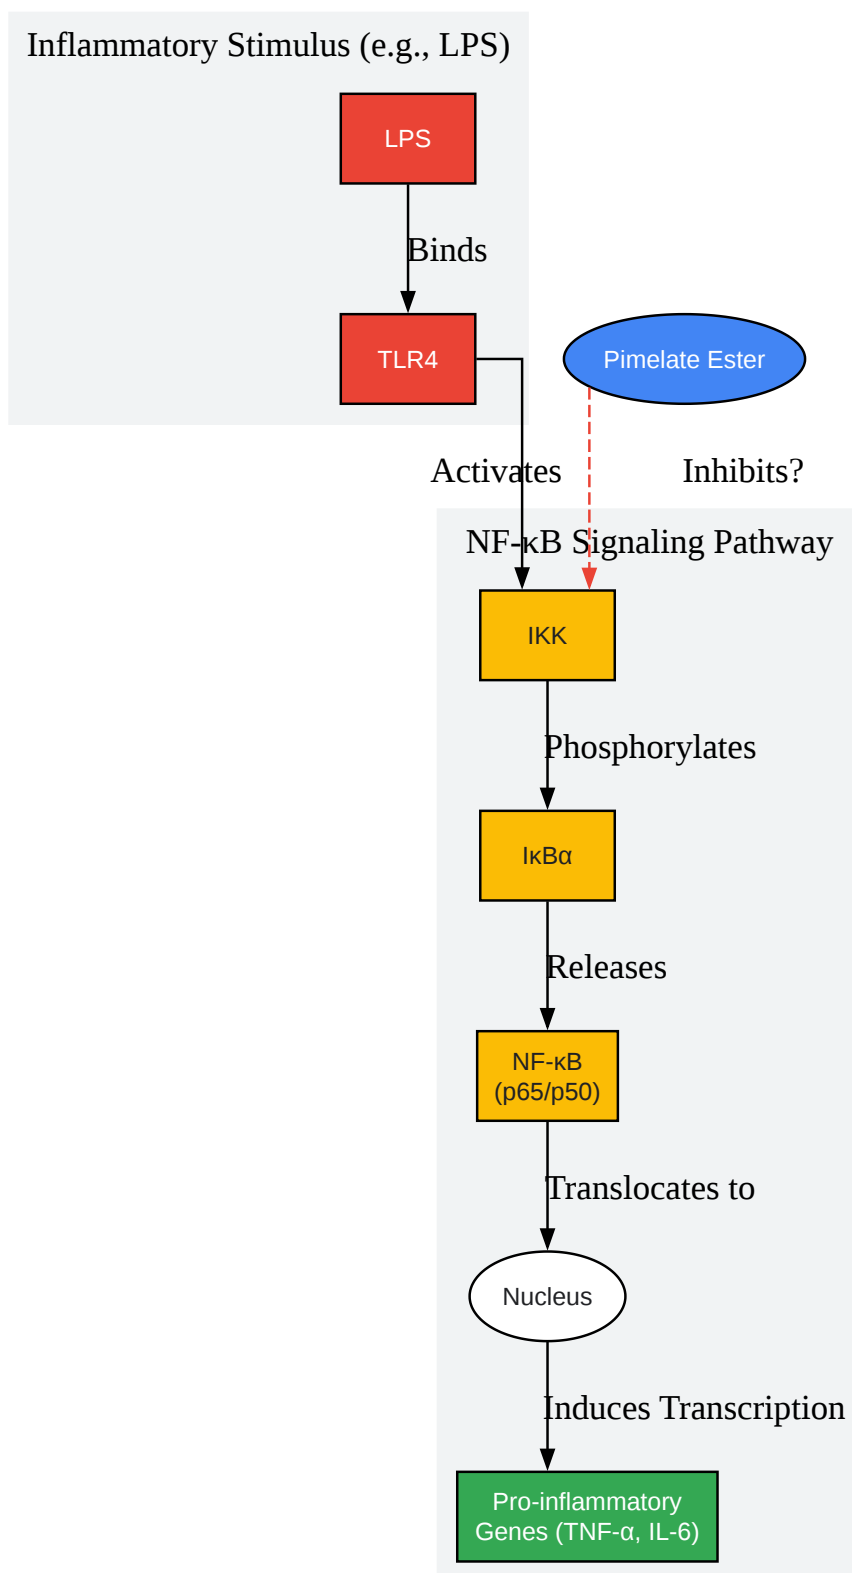 Inflammatory Stimulus (e.g., LPS)
LPS
Binds
TLR4
Pimelate Ester
Activates
Inhibits?
NF-κB Signaling Pathway
IKK
Phosphorylates
IκBα
Releases
NF-κB
(p65/p50)
Translocates to
Nucleus
Induces Transcription
Pro-inflammatory
Genes (TNF-α, IL-6)